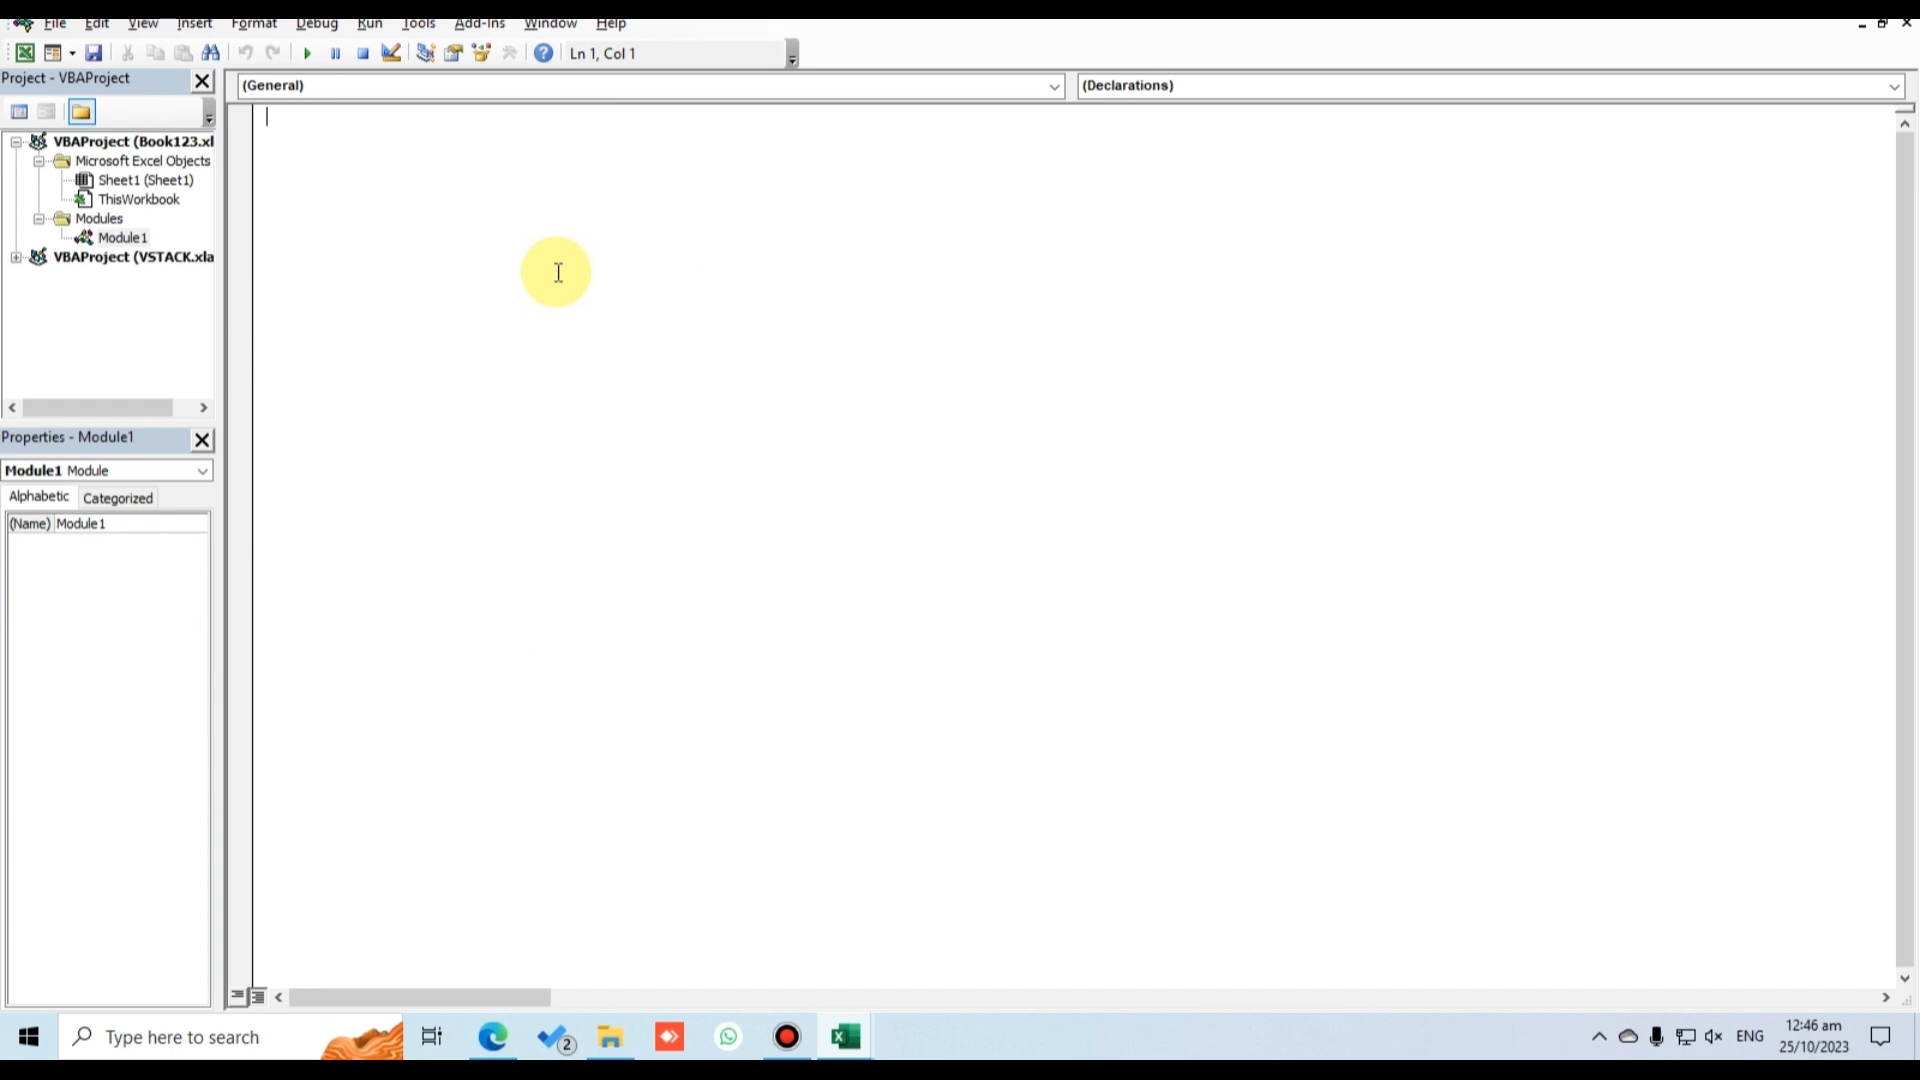 File Edit View Insert Format Debug Run Tools Add-Ins Window Help
Ln 1, Col 1
Project - VBAProject
(General)
(Declarations)
VBAProject (Book123.xl
Microsoft Excel Objects
Sheet1 (Sheet1)
ThisWorkbook
Modules
Module1
VBAProject (VSTACK.xla
Properties - Module1
Module1 Module
Alphabetic Categorized
(Name) Module1
Type here to search
2
ENG
12:46 am
25/10/2023